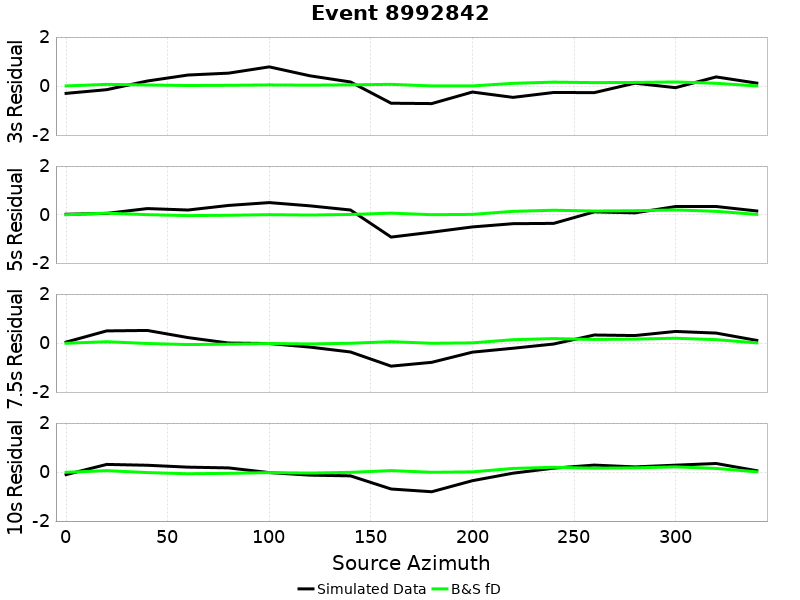 Event 8992842
3s Residual
2
0
-2
5s Residual
2
0
-2
7.5s Residual
2
0
-2
10s Residual
2
0
-2
0 50 100 150 200 250 300
Source Azimuth
Simulated Data B&S fD